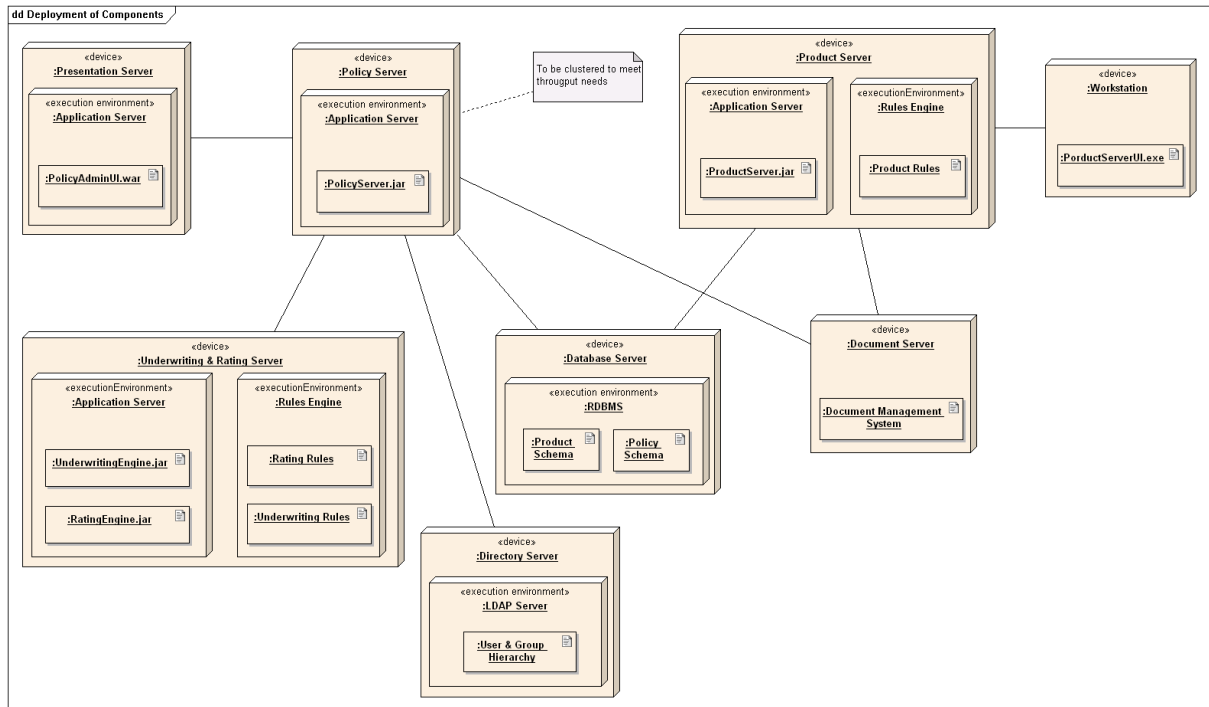 dd Deployment of Components
«device»
:Presentation Server
«execution environment»
:Application Server
:PolicyAdminUI.war
«device»
:Policy Server
«execution environment»
:Application Server
:PolicyServer.jar
To be clustered to meet
througput needs
«device»
:Product Server
«execution environment»
:Application Server
:ProductServer.jar
«executionEnvironment»
:Rules Engine
:Product Rules
«device»
:Workstation
:PorductServerUI.exe
«device»
:Underwriting & Rating Server
«executionEnvironment»
:Application Server
:UnderwritingEngine.jar
:RatingEngine.jar
«executionEnvironment»
:Rules Engine
:Rating Rules
:Underwriting Rules
«device»
:Database Server
«execution environment»
:RDBMS
:Product
Schema
:Policy
Schema
«device»
:Document Server
:Document Management
System
«device»
:Directory Server
«execution environment»
:LDAP Server
:User & Group
Hierarchy